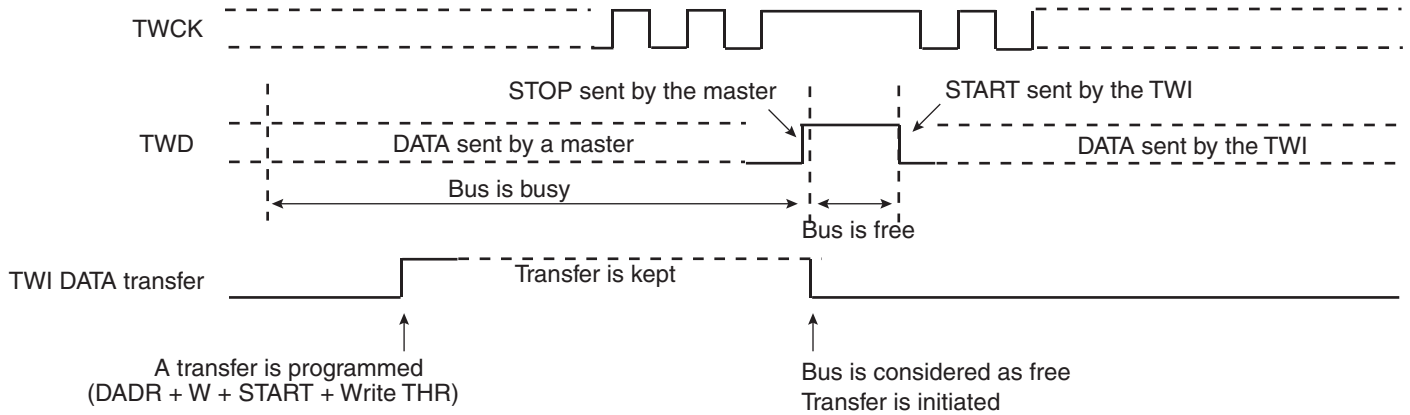 TWCK
STOP sent by the master
START sent by the TWI
TWD
DATA sent by a master
DATA sent by the TWI
Bus is busy
Bus is free
TWI DATA transfer
Transfer is kept
A transfer is programmed
(DADR + W + START + Write THR)
Bus is considered as free
Transfer is initiated